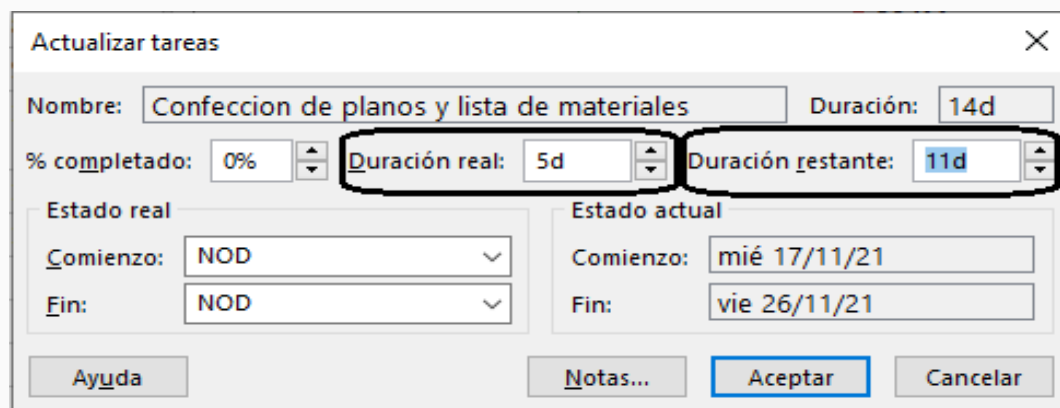 Actualizar tareas
Nombre: Confeccion de planos y lista de materiales Duración: 14d
% completado: 0% Duración real: 5d Duración restante: 11d
Estado real Estado actual
Comienzo: NOD Comienzo: mié 17/11/21
Fin: NOD Fin: vie 26/11/21
Ayuda Notas... Aceptar Cancelar